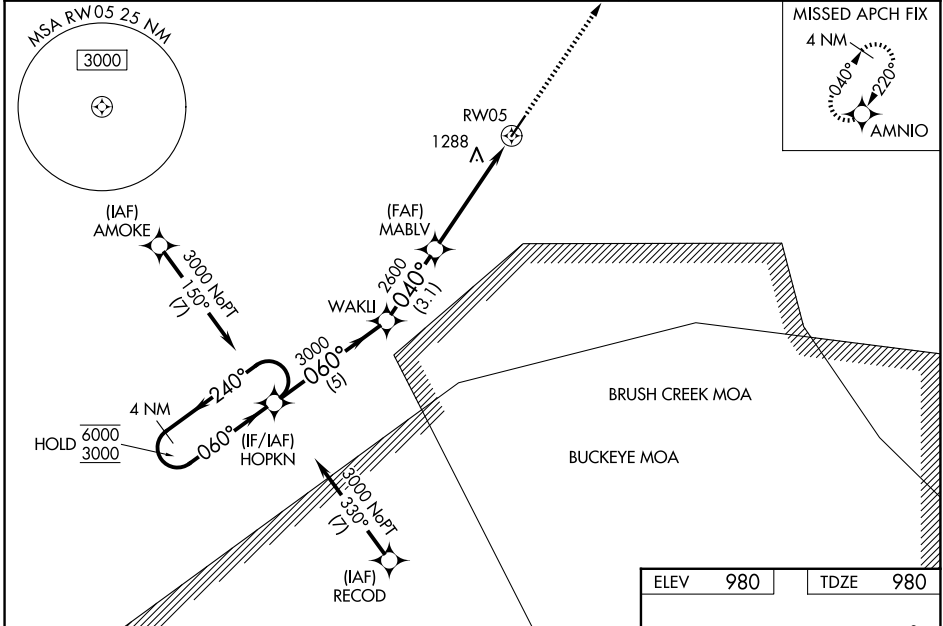 MSA RW05 25 NM
3000
MISSED APCH FIX
4 NM
040°
220°
AMNIO
RW05
1288
(IAF)
AMOKE
3000 NoPT
150°
(7)
(FAF)
MABLV
2600
040°
(3.1)
WAKLI
3000
060°
(5)
240°
4 NM
060°
HOLD
6000
3000
(IF/IAF)
HOPKN
BRUSH CREEK MOA
BUCKEYE MOA
3000 NoPT
330°
(7)
(IAF)
RECOD
ELEV 980
TDZE 980